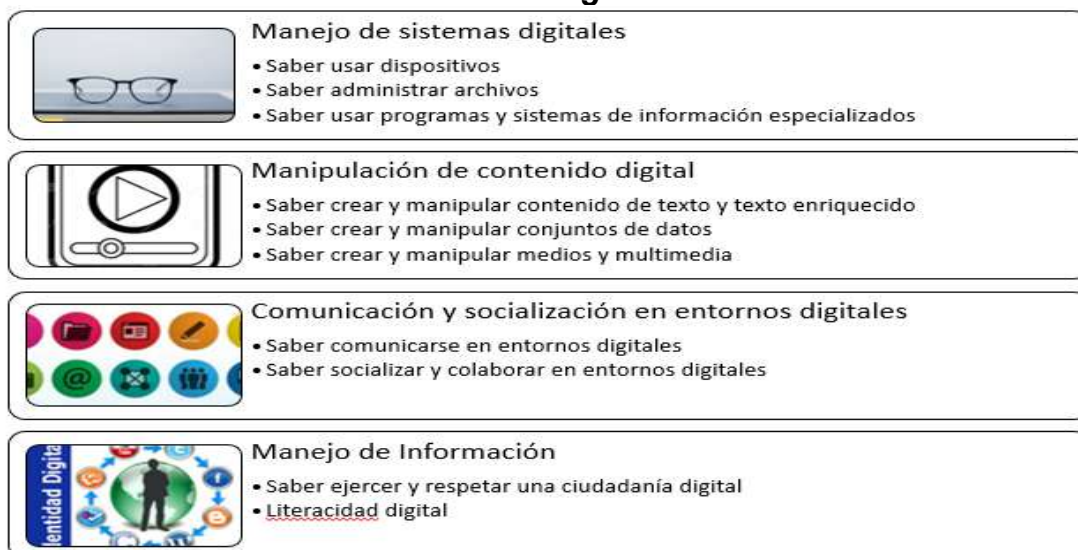 Manejo de sistemas digitales
• Saber usar dispositivos
• Saber administrar archivos
• Saber usar programas y sistemas de información especializados
Manipulación de contenido digital
• Saber crear y manipular contenido de texto y texto enriquecido
• Saber crear y manipular conjuntos de datos
• Saber crear y manipular medios y multimedia
Comunicación y socialización en entornos digitales
• Saber comunicarse en entornos digitales
• Saber socializar y colaborar en entornos digitales
@
Manejo de Información
• Saber ejercer y respetar una ciudadanía digital
• Literacidad digital